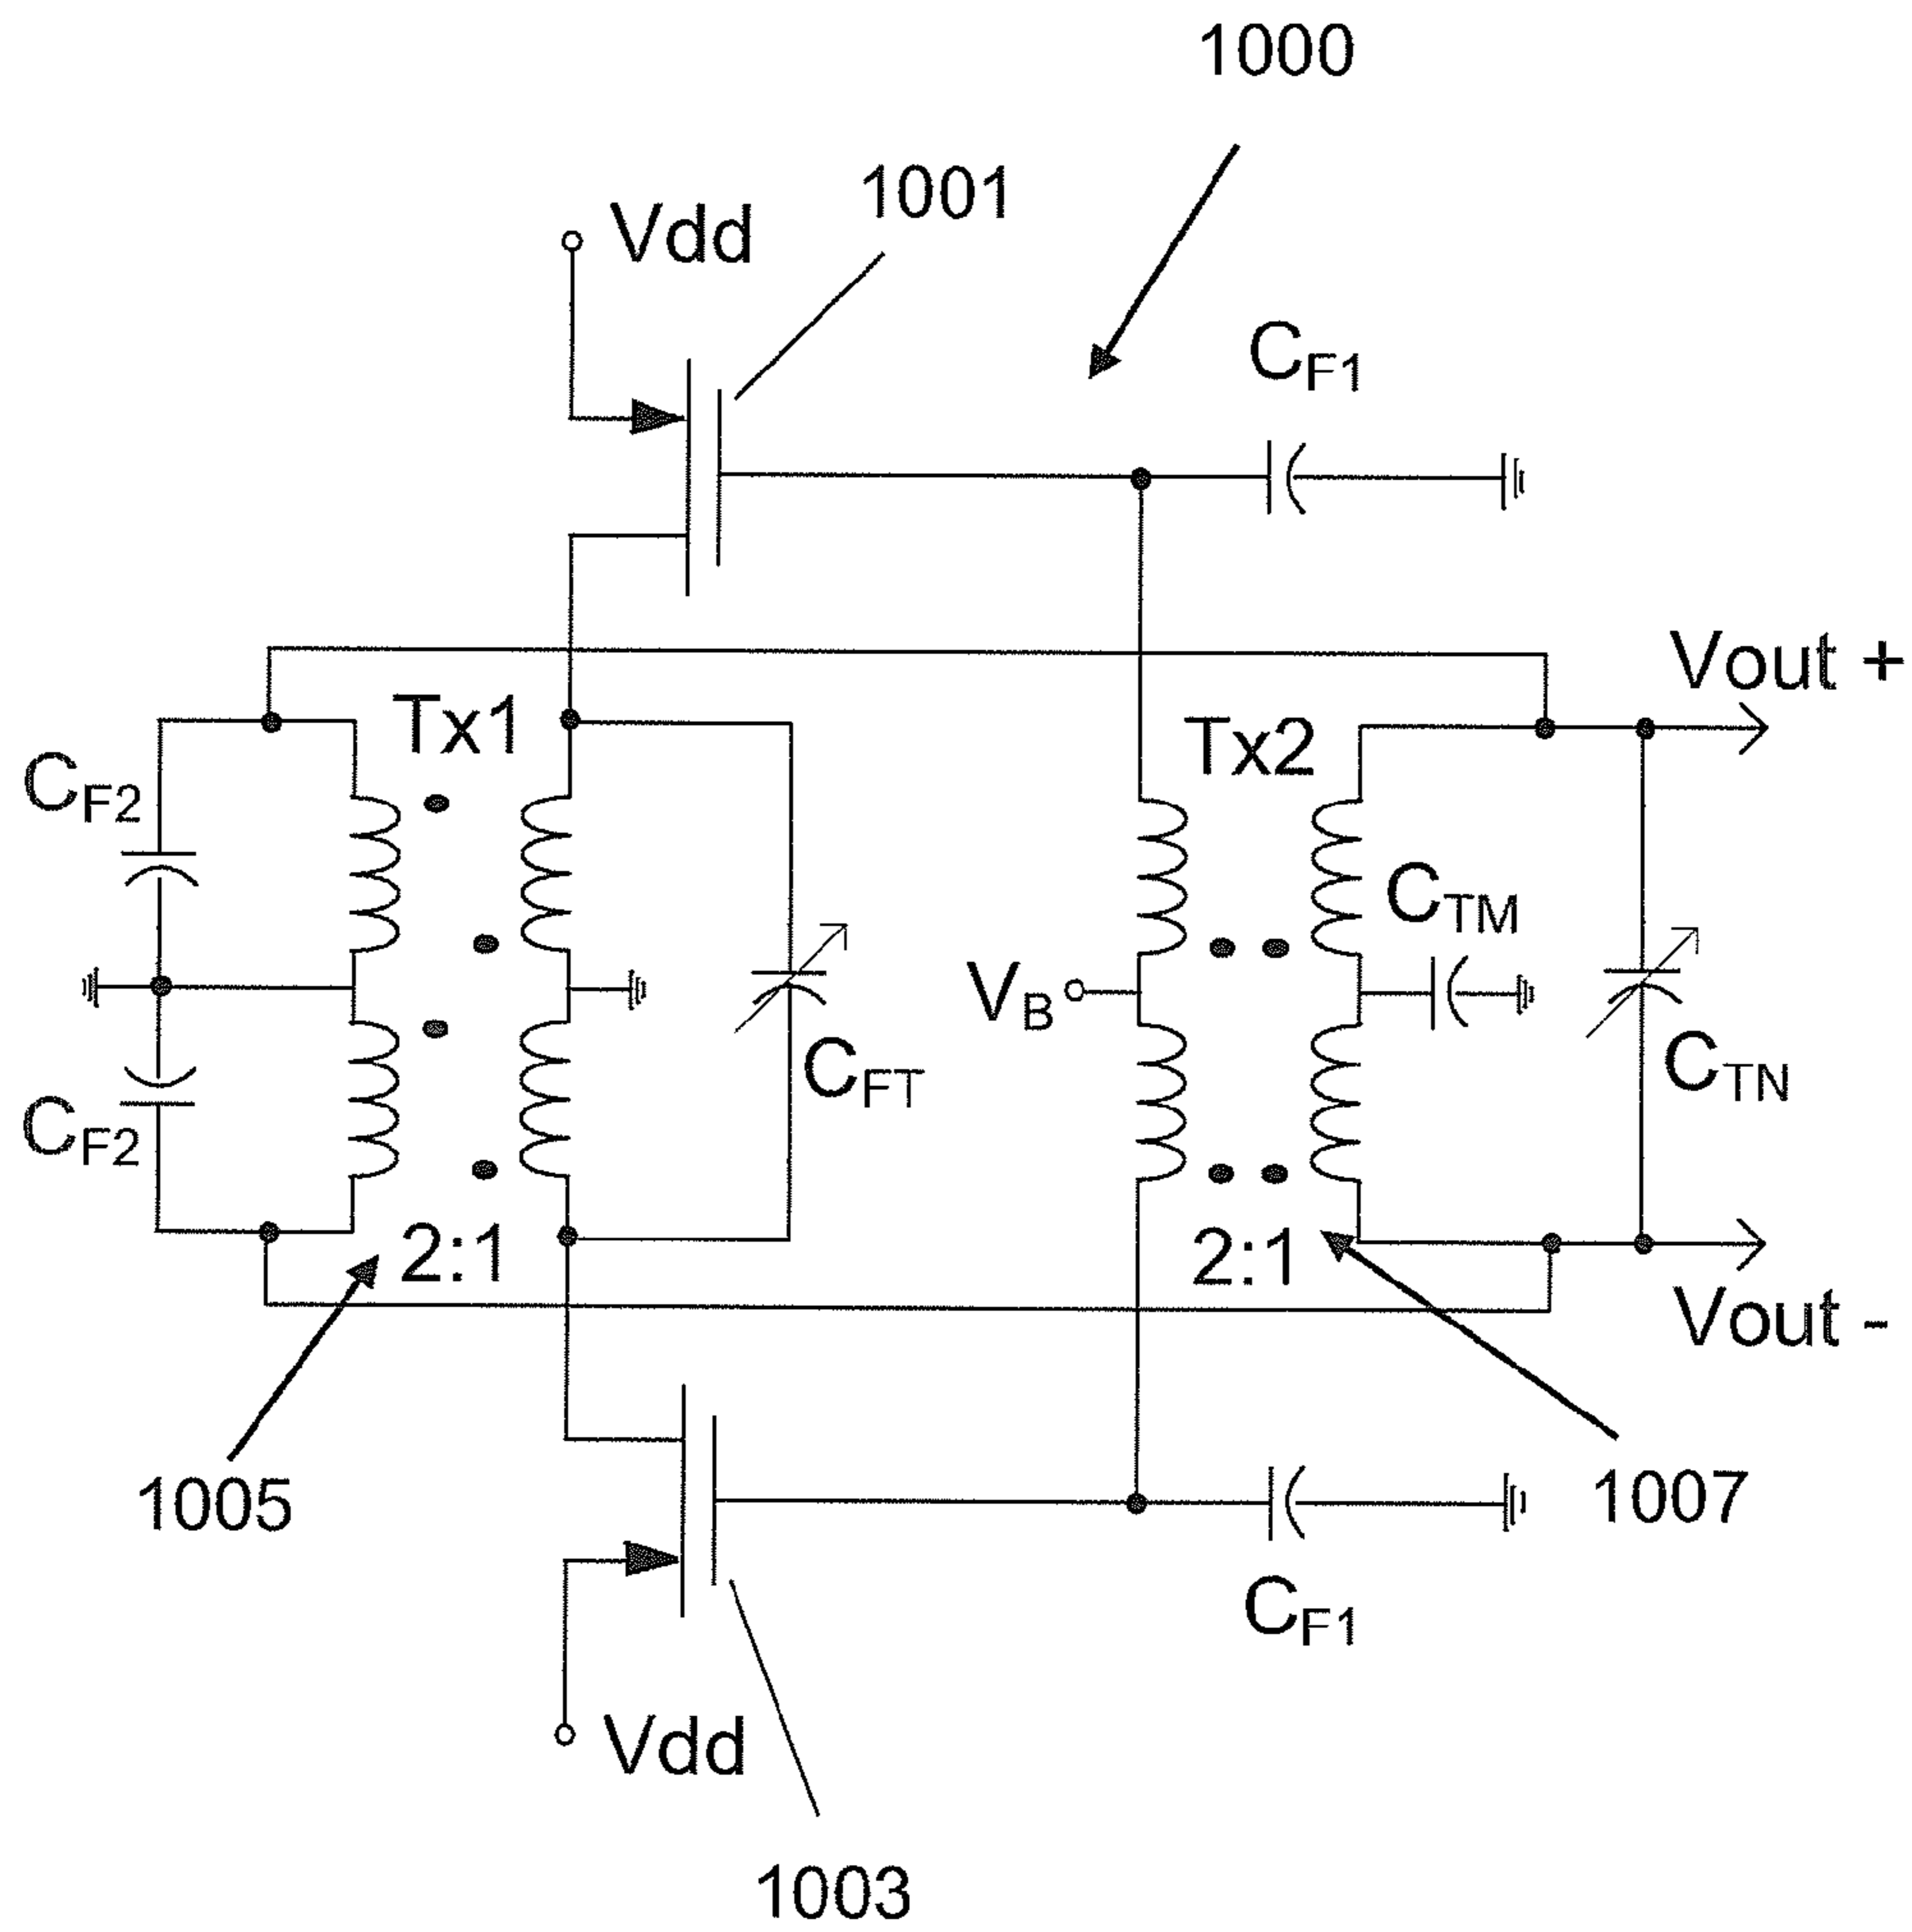 1000
1001
Vdd
CF1
Vout +
Tx1
Tx2
CF2
CTM
VB
CFT
CTN
CF2
2:1
2:1
Vout -
1005
1007
CF1
Vdd
1003